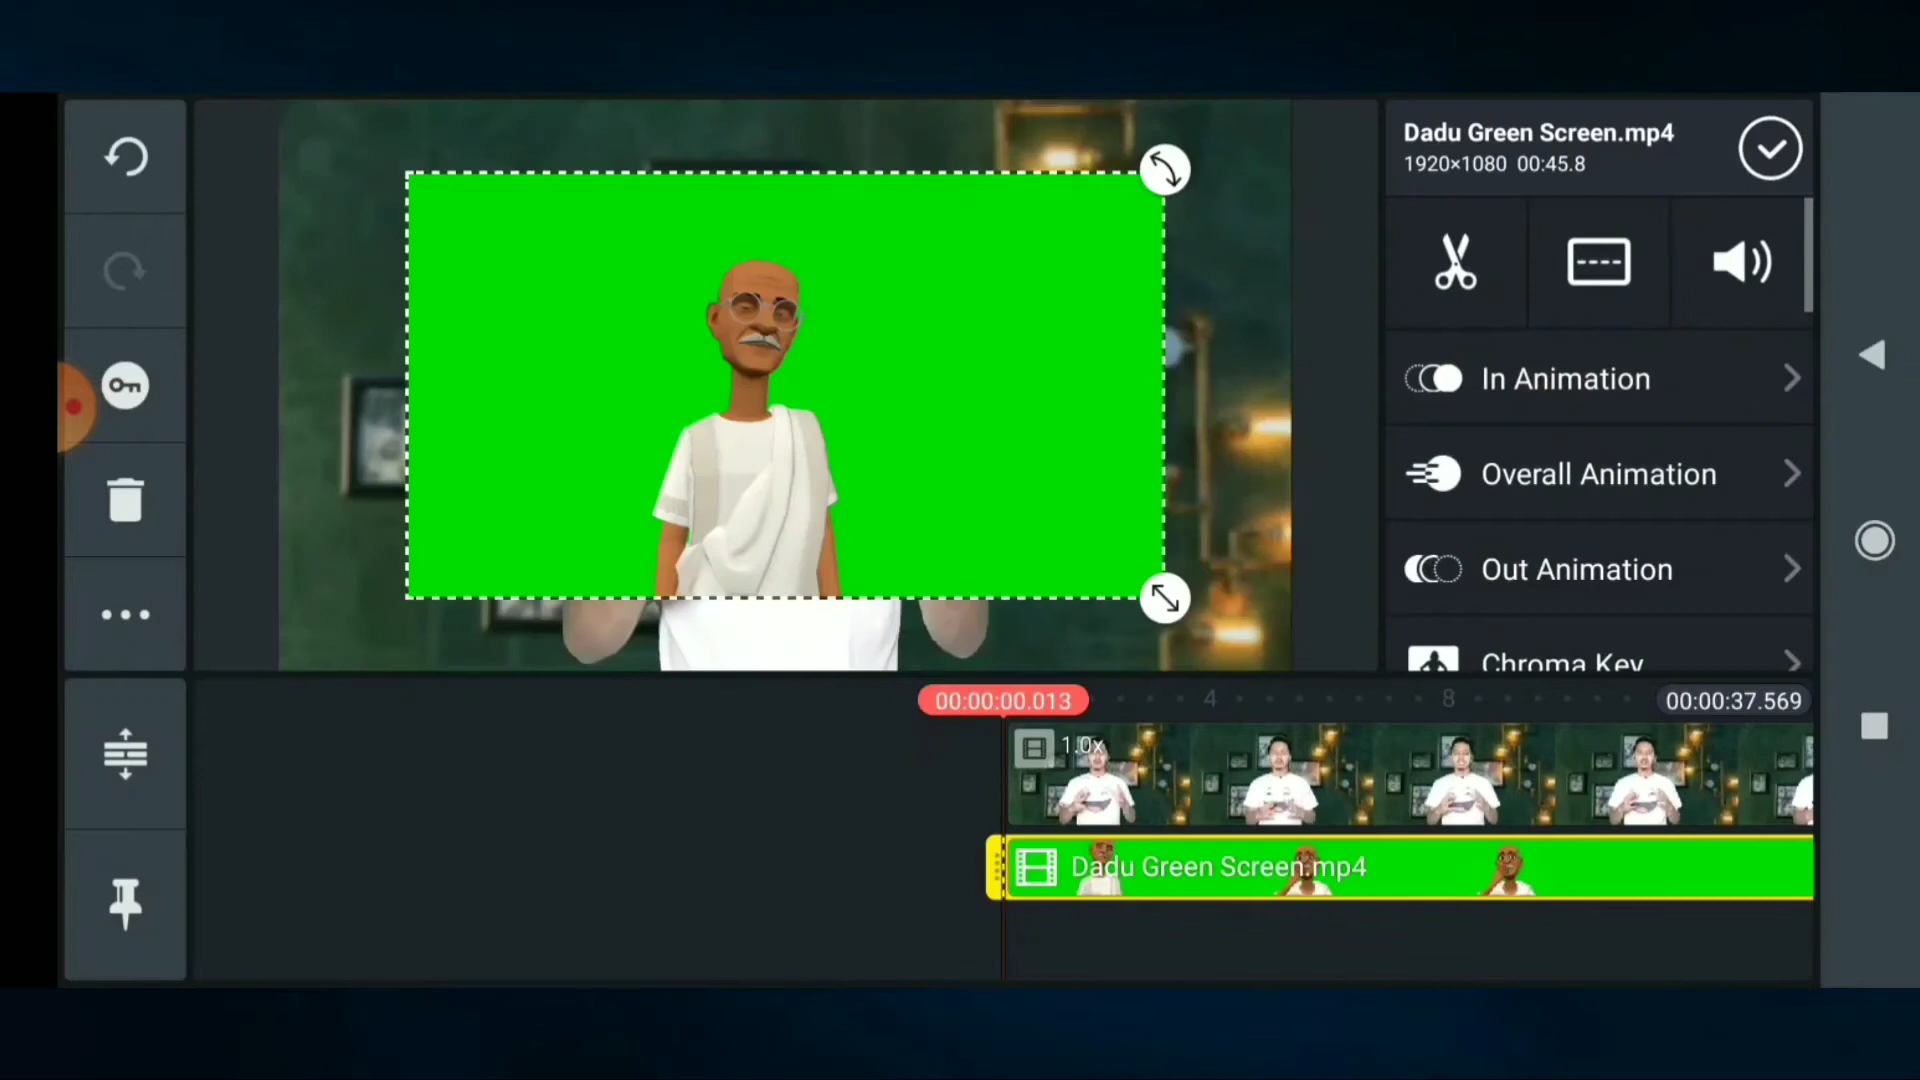 Dadu Green Screen.mp4
1920×1080 00:45.8
In Animation
Overall Animation
Out Animation
Chroma Key
00:00:00.013
4
8
00:00:37.569
1.0x
Dadu Green Screen.mp4